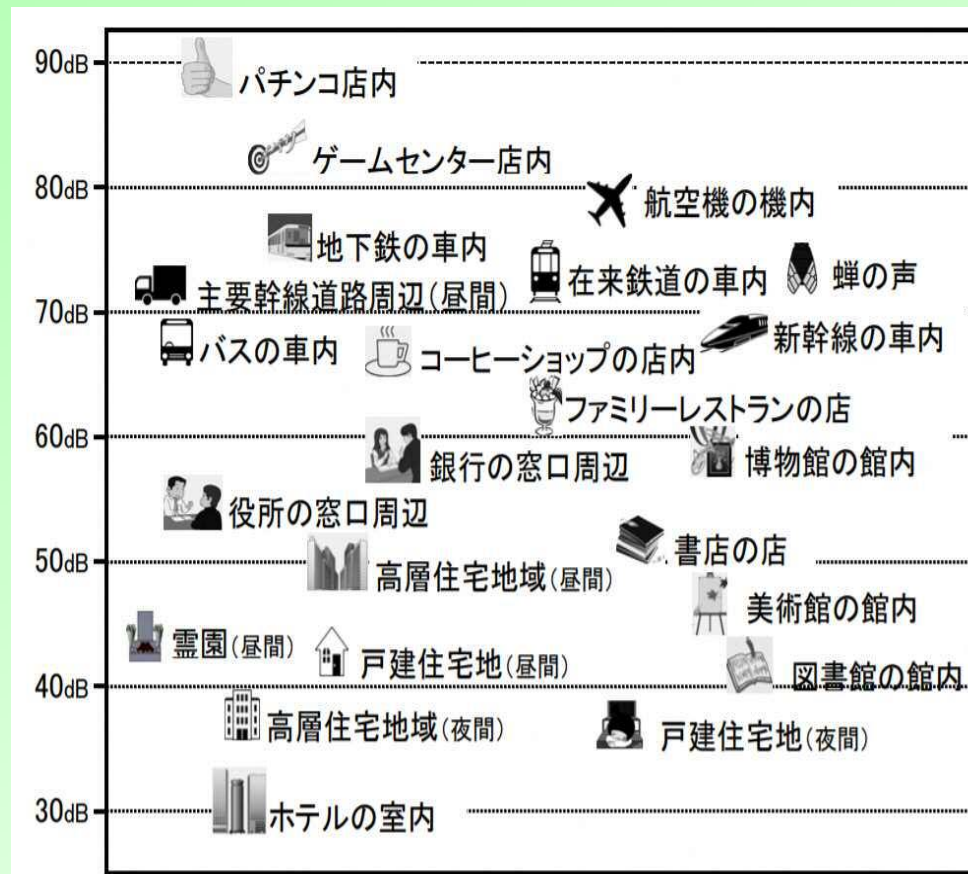 90dB
パチンコ店内
ゲームセンター店内
80dB
航空機の機内
地下鉄の車内
在来鉄道の車内
蝉の声
主要幹線道路周辺(昼間)
70dB
バスの車内
コーヒーショップの店内
新幹線の車内
ファミリーレストランの店
60dB
銀行の窓口周辺
博物館の館内
役所の窓口周辺
書店の店
50dB
高層住宅地域(昼間)
美術館の館内
霊園(昼間)
戸建住宅地(昼間)
図書館の館内
40dB
高層住宅地域(夜間)
戸建住宅地(夜間)
30dB
ホテルの室内